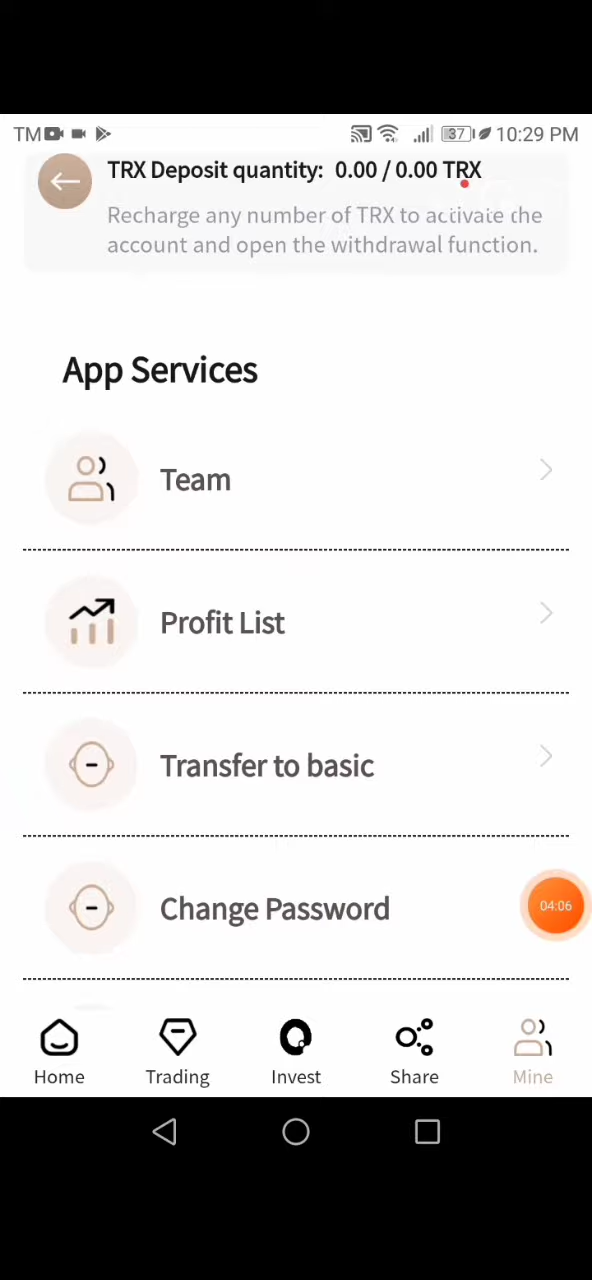 TM 37 10:29 PM
TRX Deposit quantity: 0.00 / 0.00 TRX
Recharge any number of TRX to activate the
account and open the withdrawal function.
App Services
Team
Profit List
Transfer to basic
Change Password
04:06
Home Trading Invest Share Mine